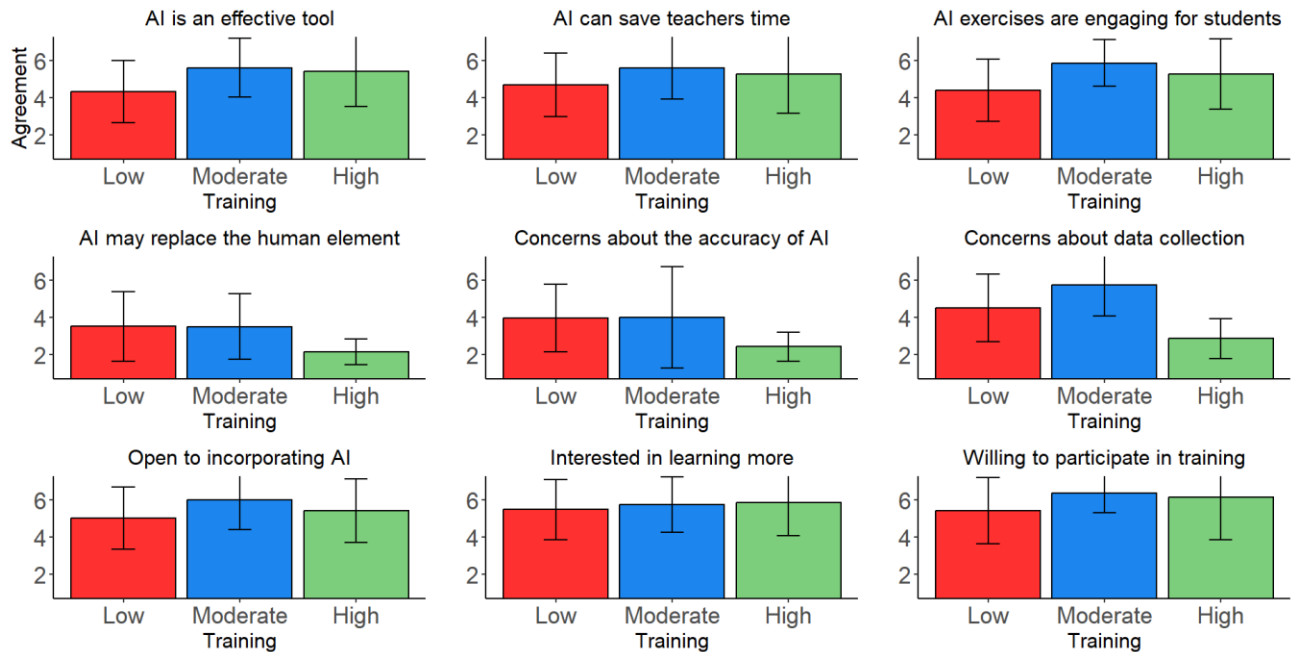 AI is an effective tool
AI can save teachers time
AI exercises are engaging for students
Agreement
6
4
2
Low Moderate High
Training
6
4
2
Low Moderate High
Training
6
4
2
Low Moderate High
Training
AI may replace the human element
Concerns about the accuracy of AI
Concerns about data collection
6
4
2
Low Moderate High
Training
6
4
2
Low Moderate High
Training
6
4
2
Low Moderate High
Training
Open to incorporating AI
Interested in learning more
Willing to participate in training
6
4
2
Low Moderate High
Training
6
4
2
Low Moderate High
Training
6
4
2
Low Moderate High
Training